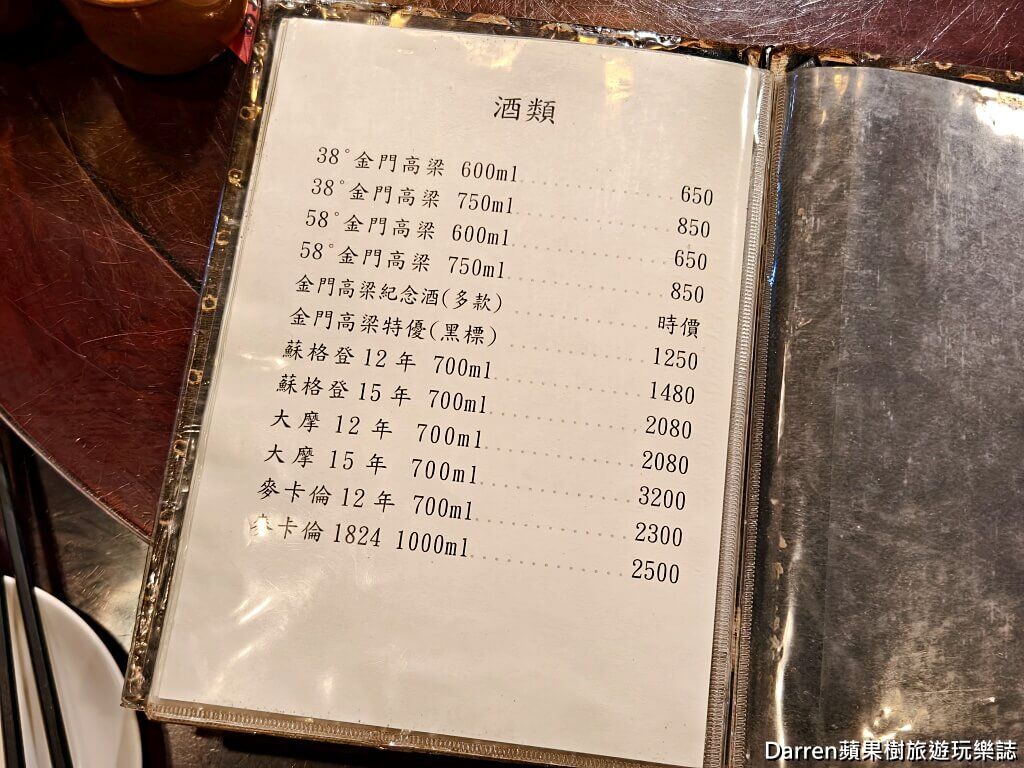 酒類
38°金門高梁 600ml 650
38°金門高梁 750ml 850
58°金門高梁 600ml 650
58°金門高梁 750ml 850
金門高梁紀念酒(多款) 時價
金門高梁特優(黑標) 1250
蘇格登 12 年 700ml 1480
蘇格登 15 年 700ml 2080
大摩 12 年 700ml 2080
大摩 15 年 700ml 3200
麥卡倫 12 年 700ml 2300
麥卡倫 1824 1000ml 2500
Darren蘋果樹旅遊玩樂誌